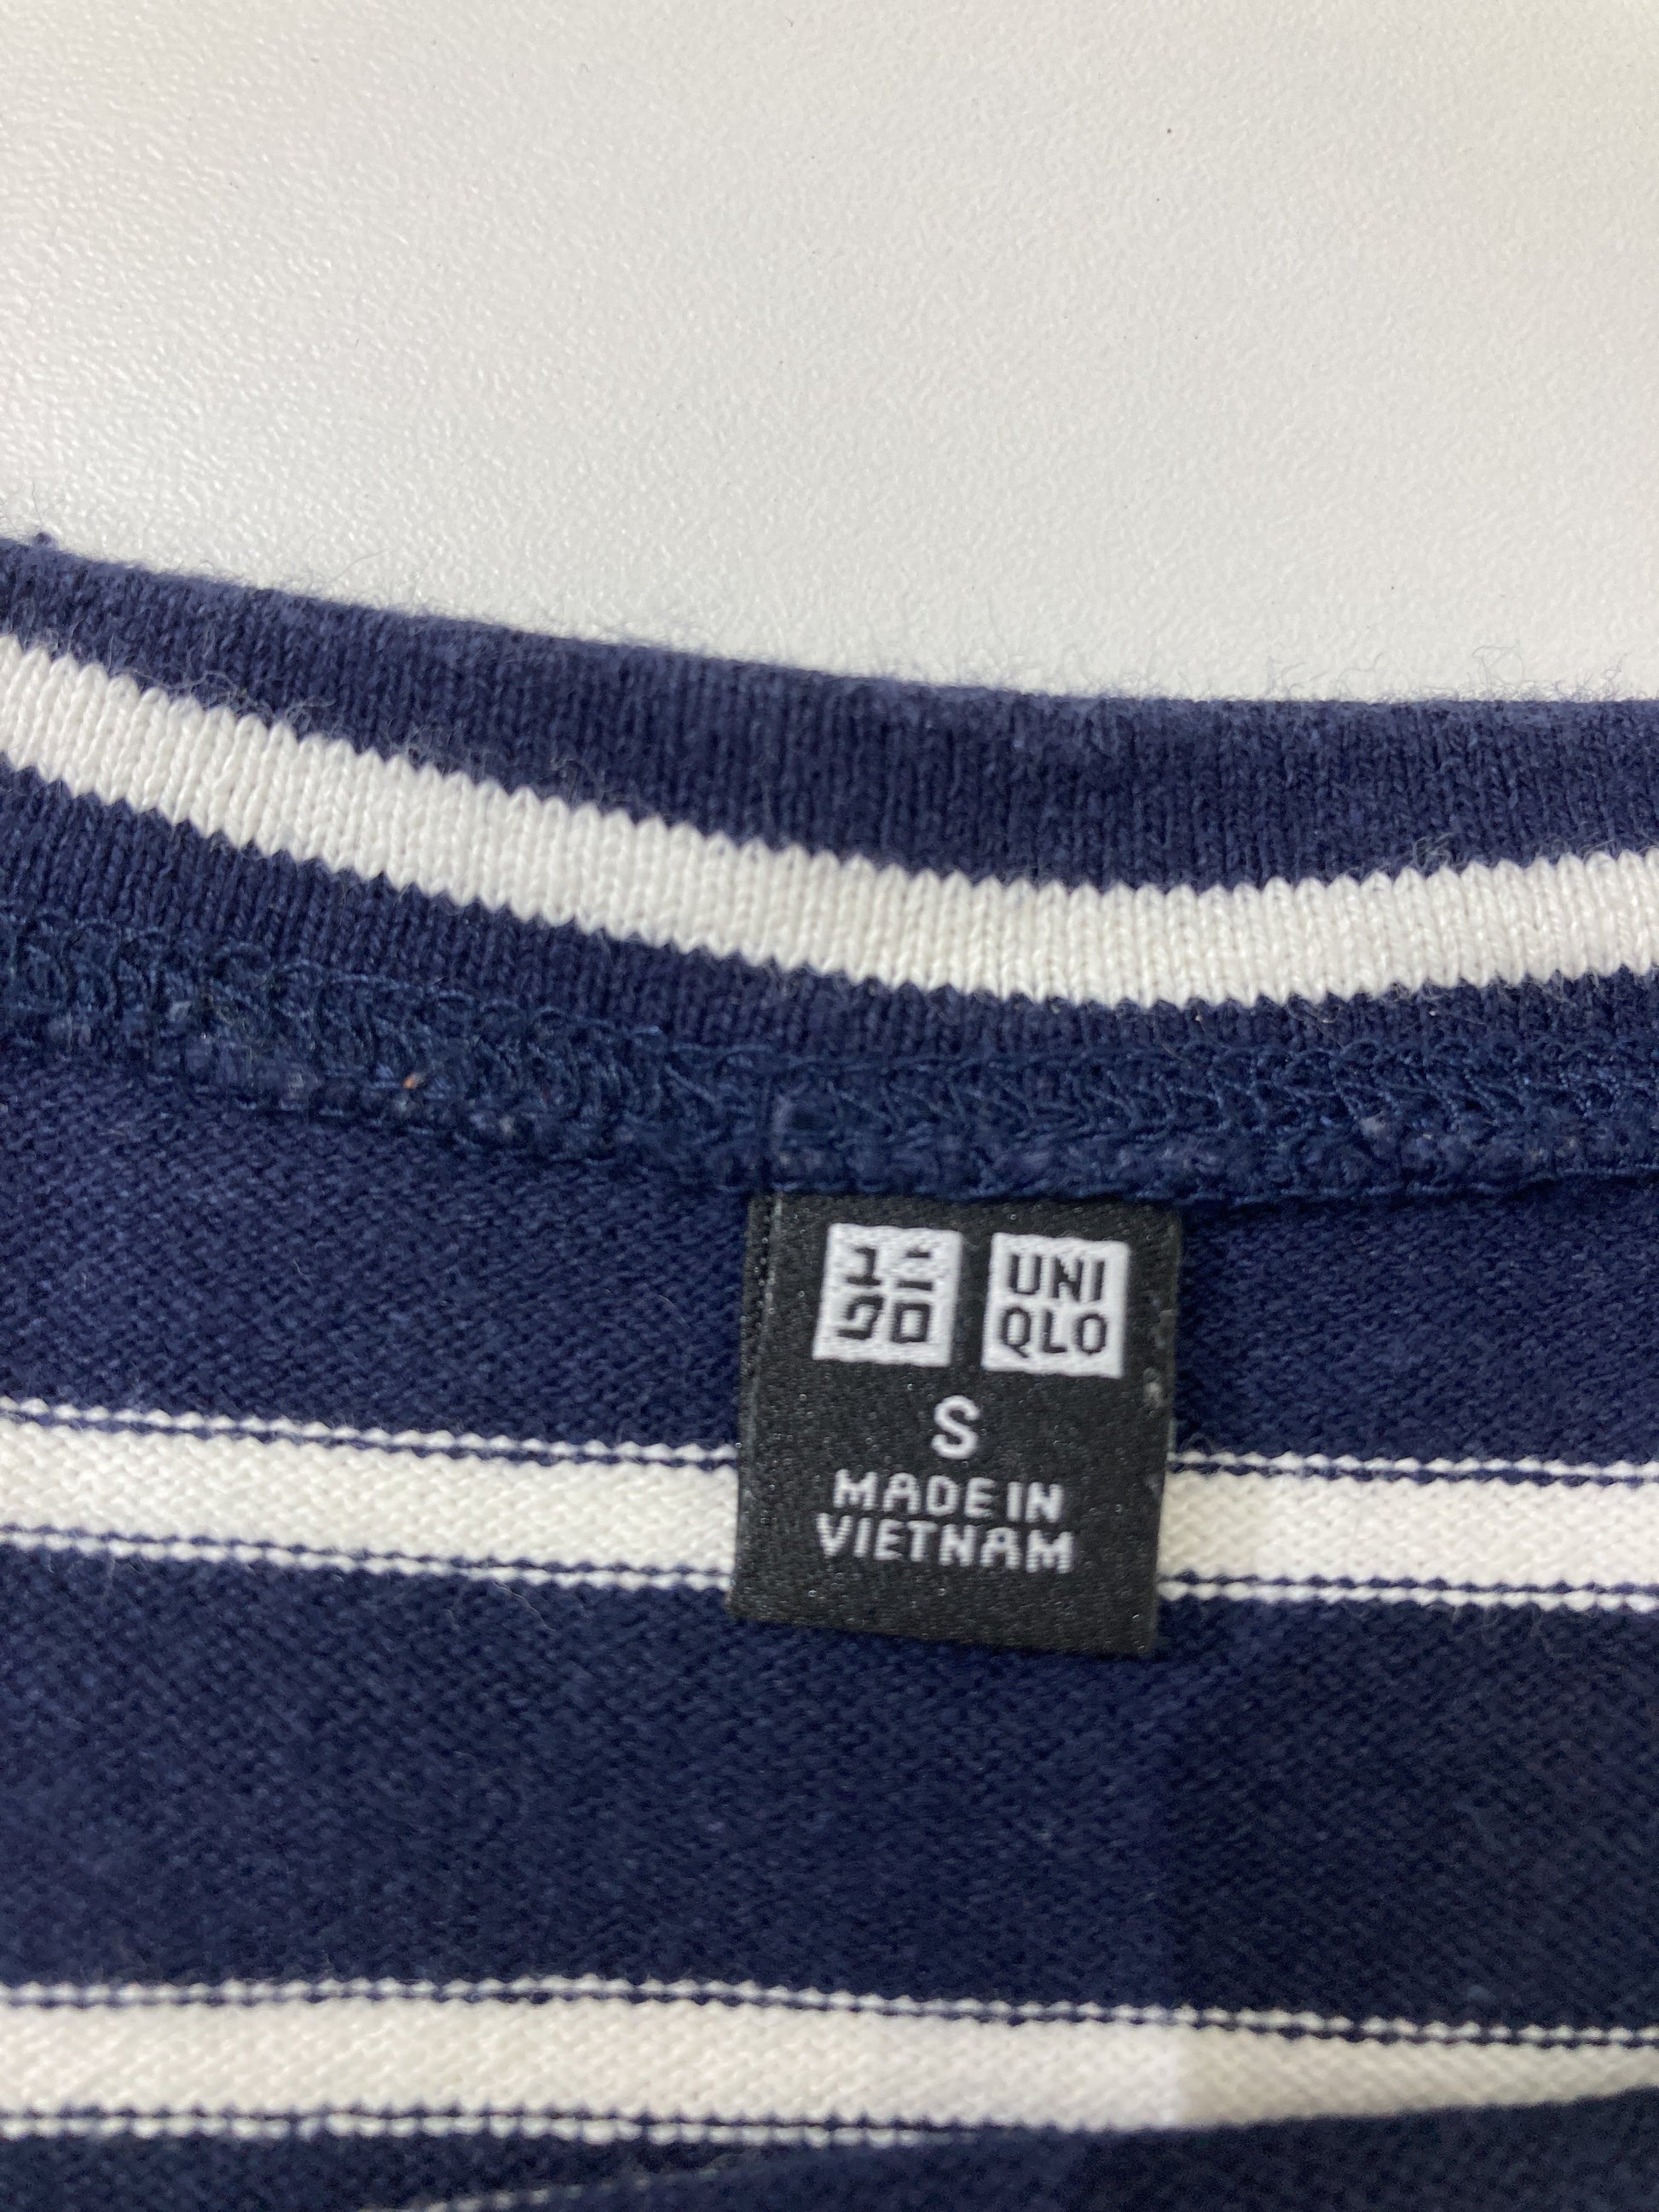 ユニ UNI
クロ QLO
S
MADE IN
VIETNAM